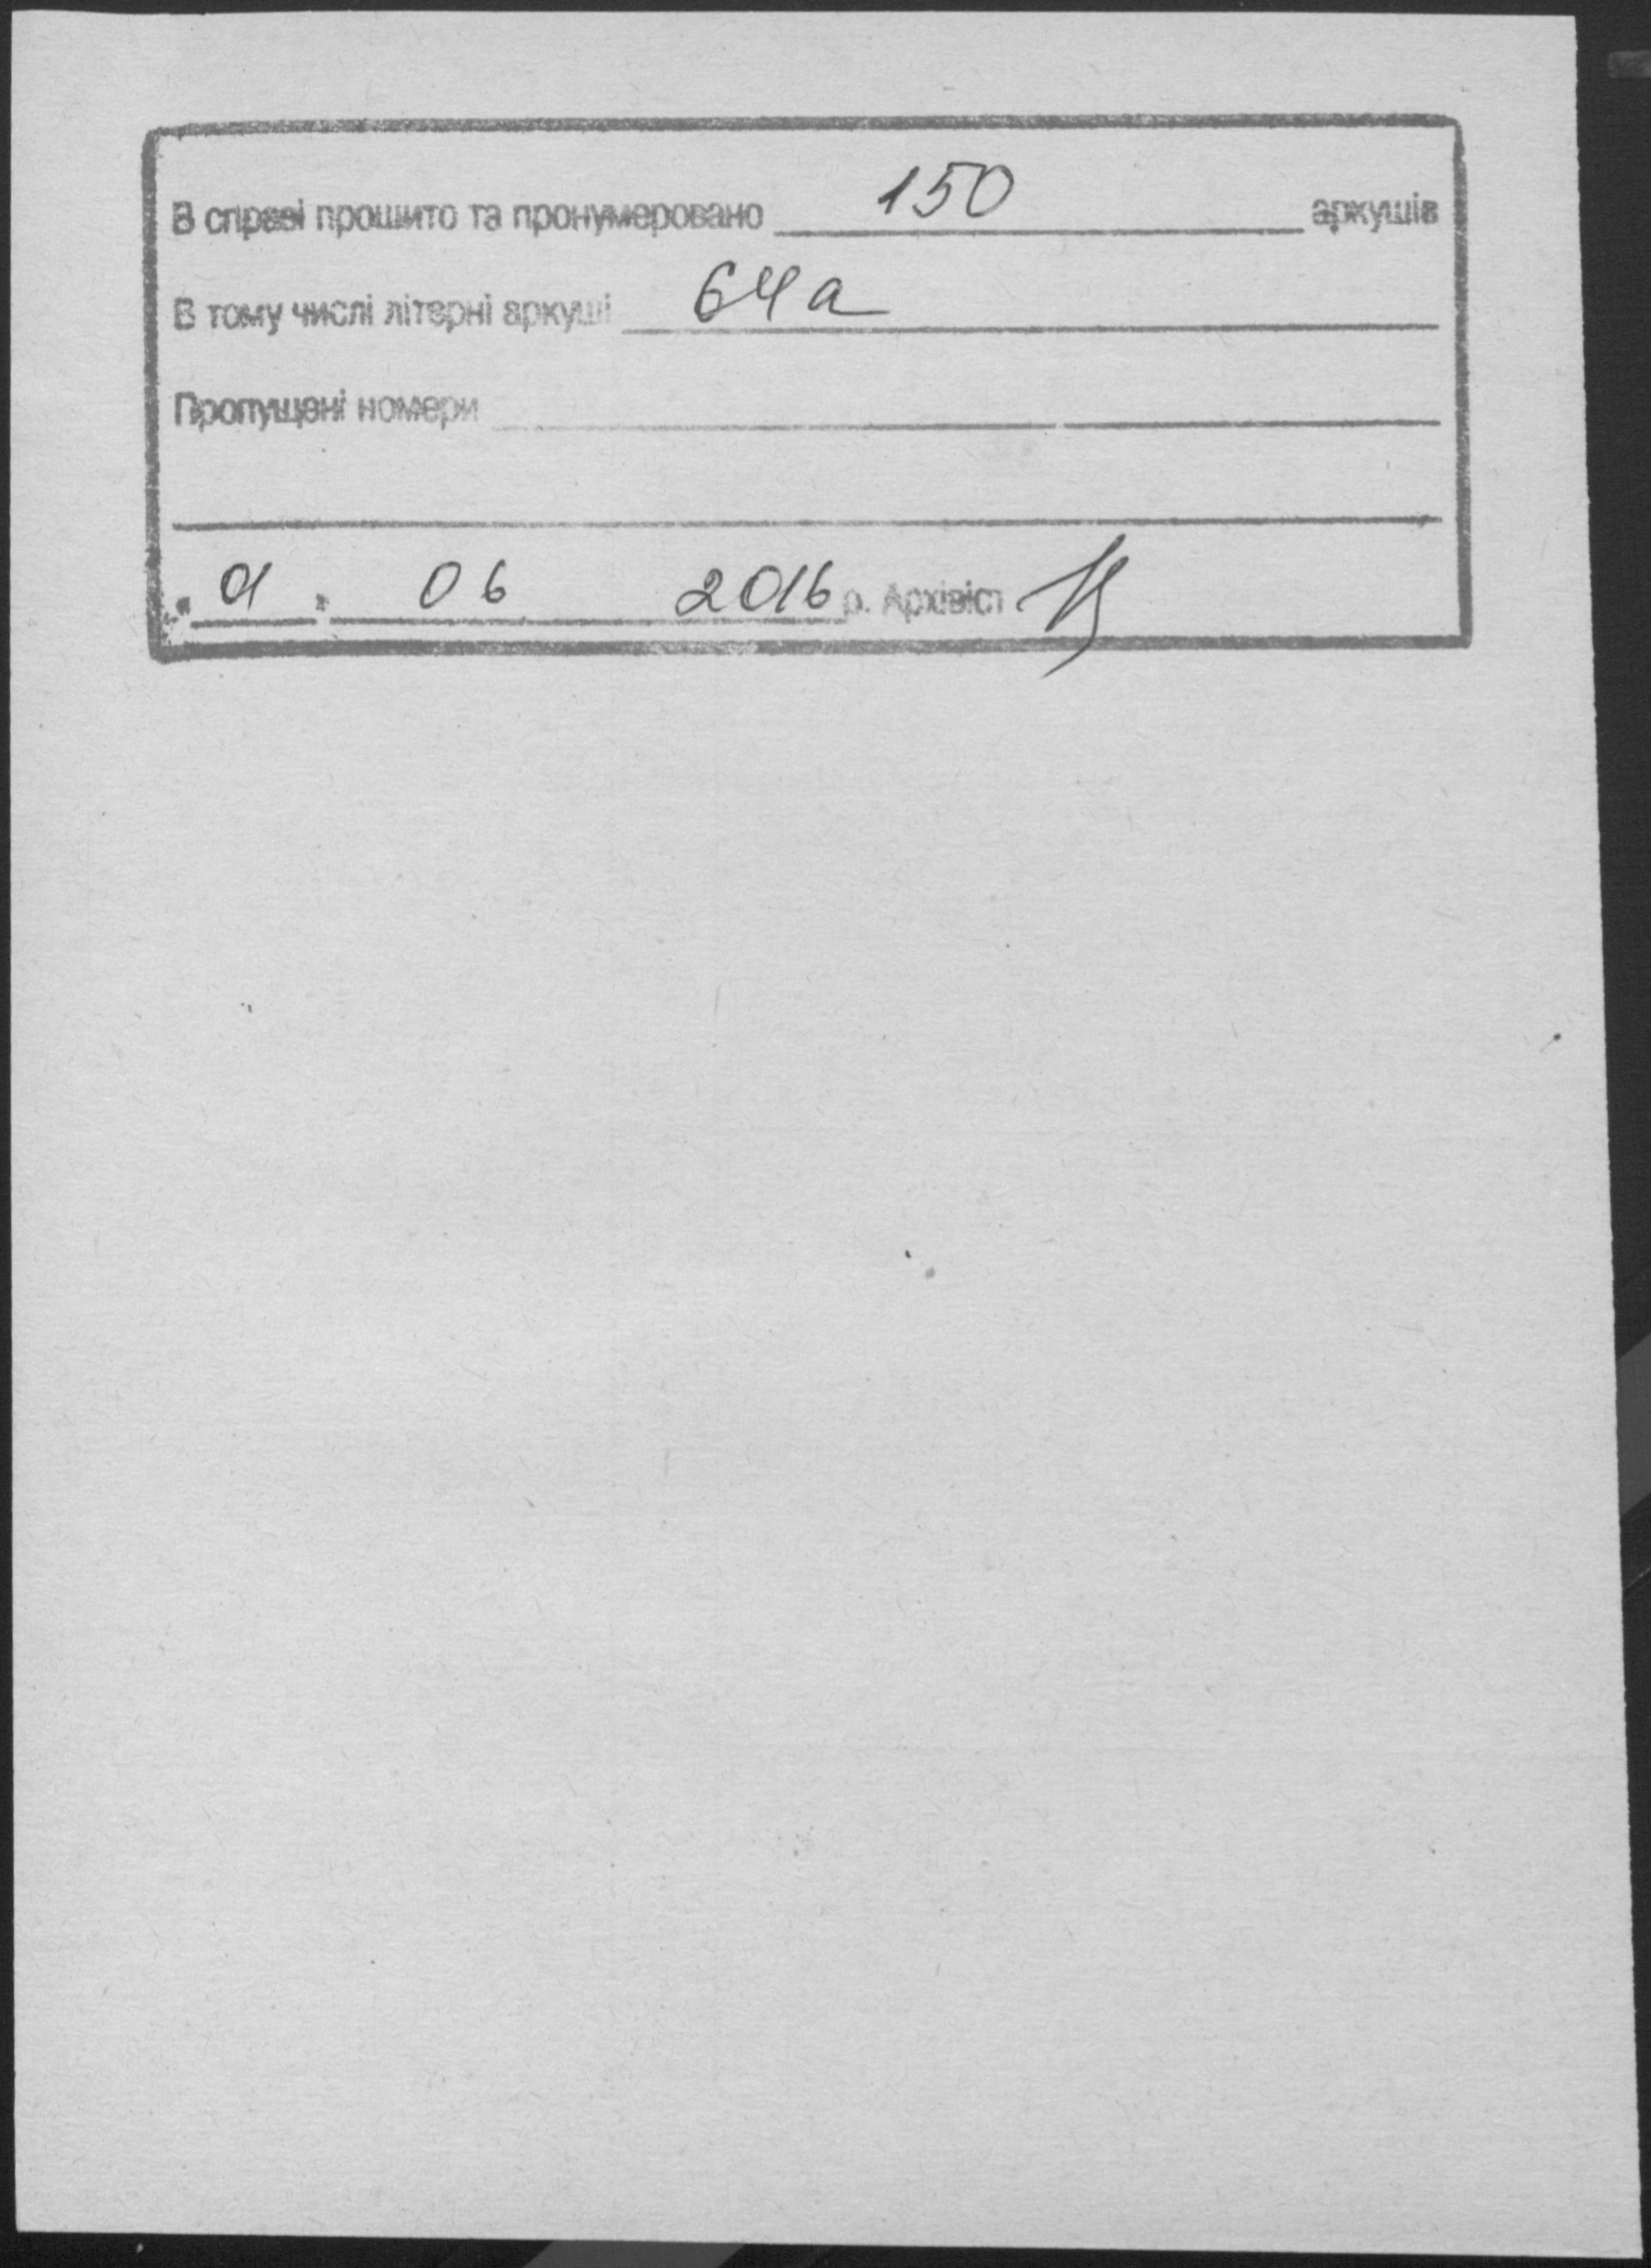 В справі прошито та пронумеровано 150 аркушів
В тому числі літерні аркуші 64а
Пропущені номери
"01" 06 2016 р. Архівіст